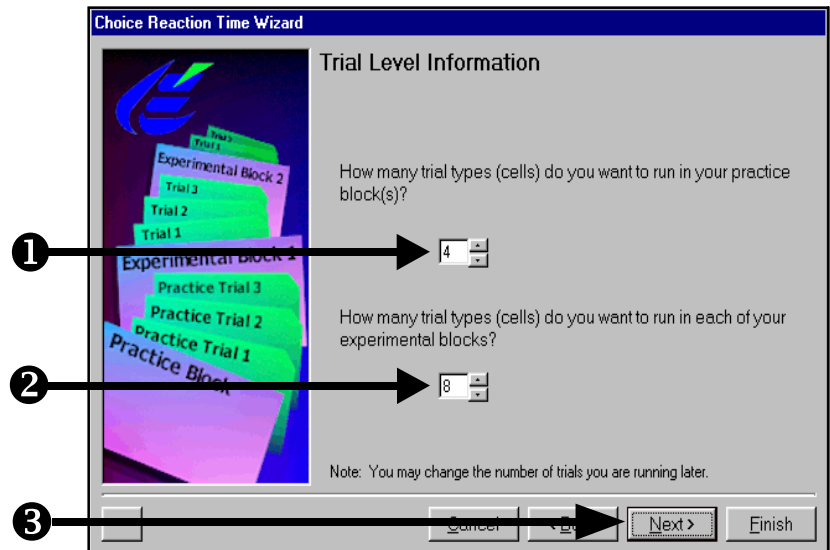 Choice Reaction Time Wizard
Trial Level Information
Trial 1
Experimental Block 2
Trial 3
Trial 2
Trial 1
Experimental Block 1
Practice Trial 3
Practice Trial 2
Practice Trial 1
Practice Block
How many trial types (cells) do you want to run in your practice
block(s)?
1
4
How many trial types (cells) do you want to run in each of your
experimental blocks?
2
8
Note: You may change the number of trials you are running later.
3
Cancel
Next >
Finish